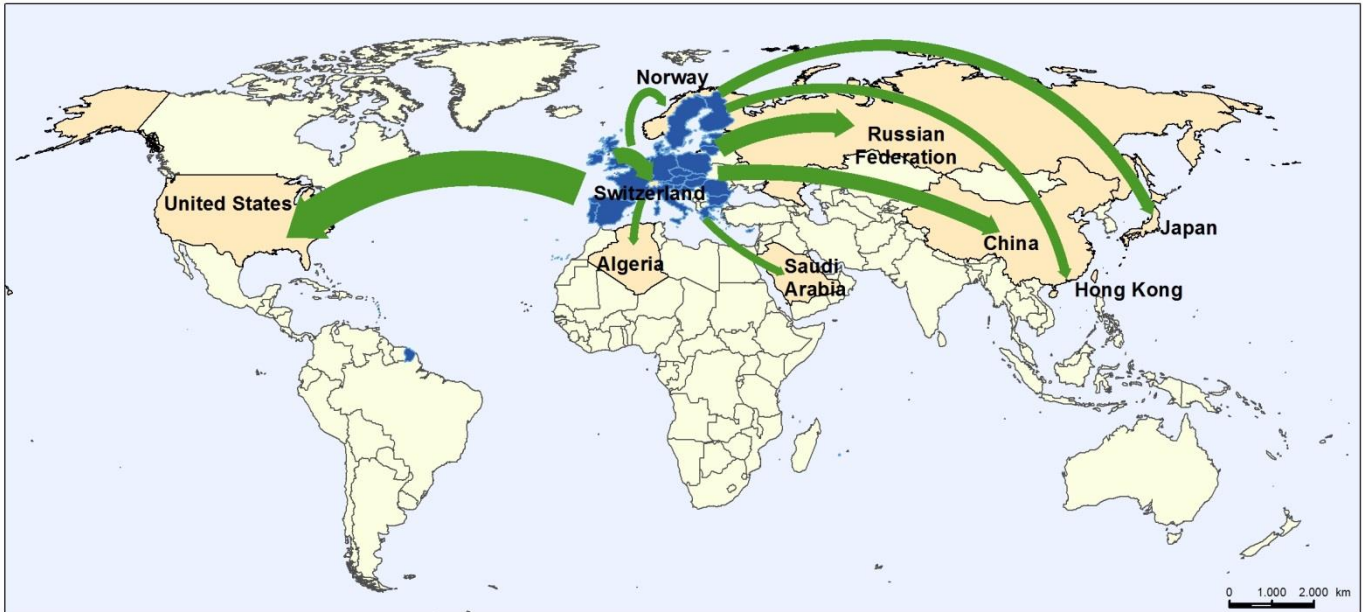 Norway
Russian
Federation
Switzerland
United States
Japan
China
Algeria
Saudi
Arabia
Hong Kong
0 1.000 2.000 km